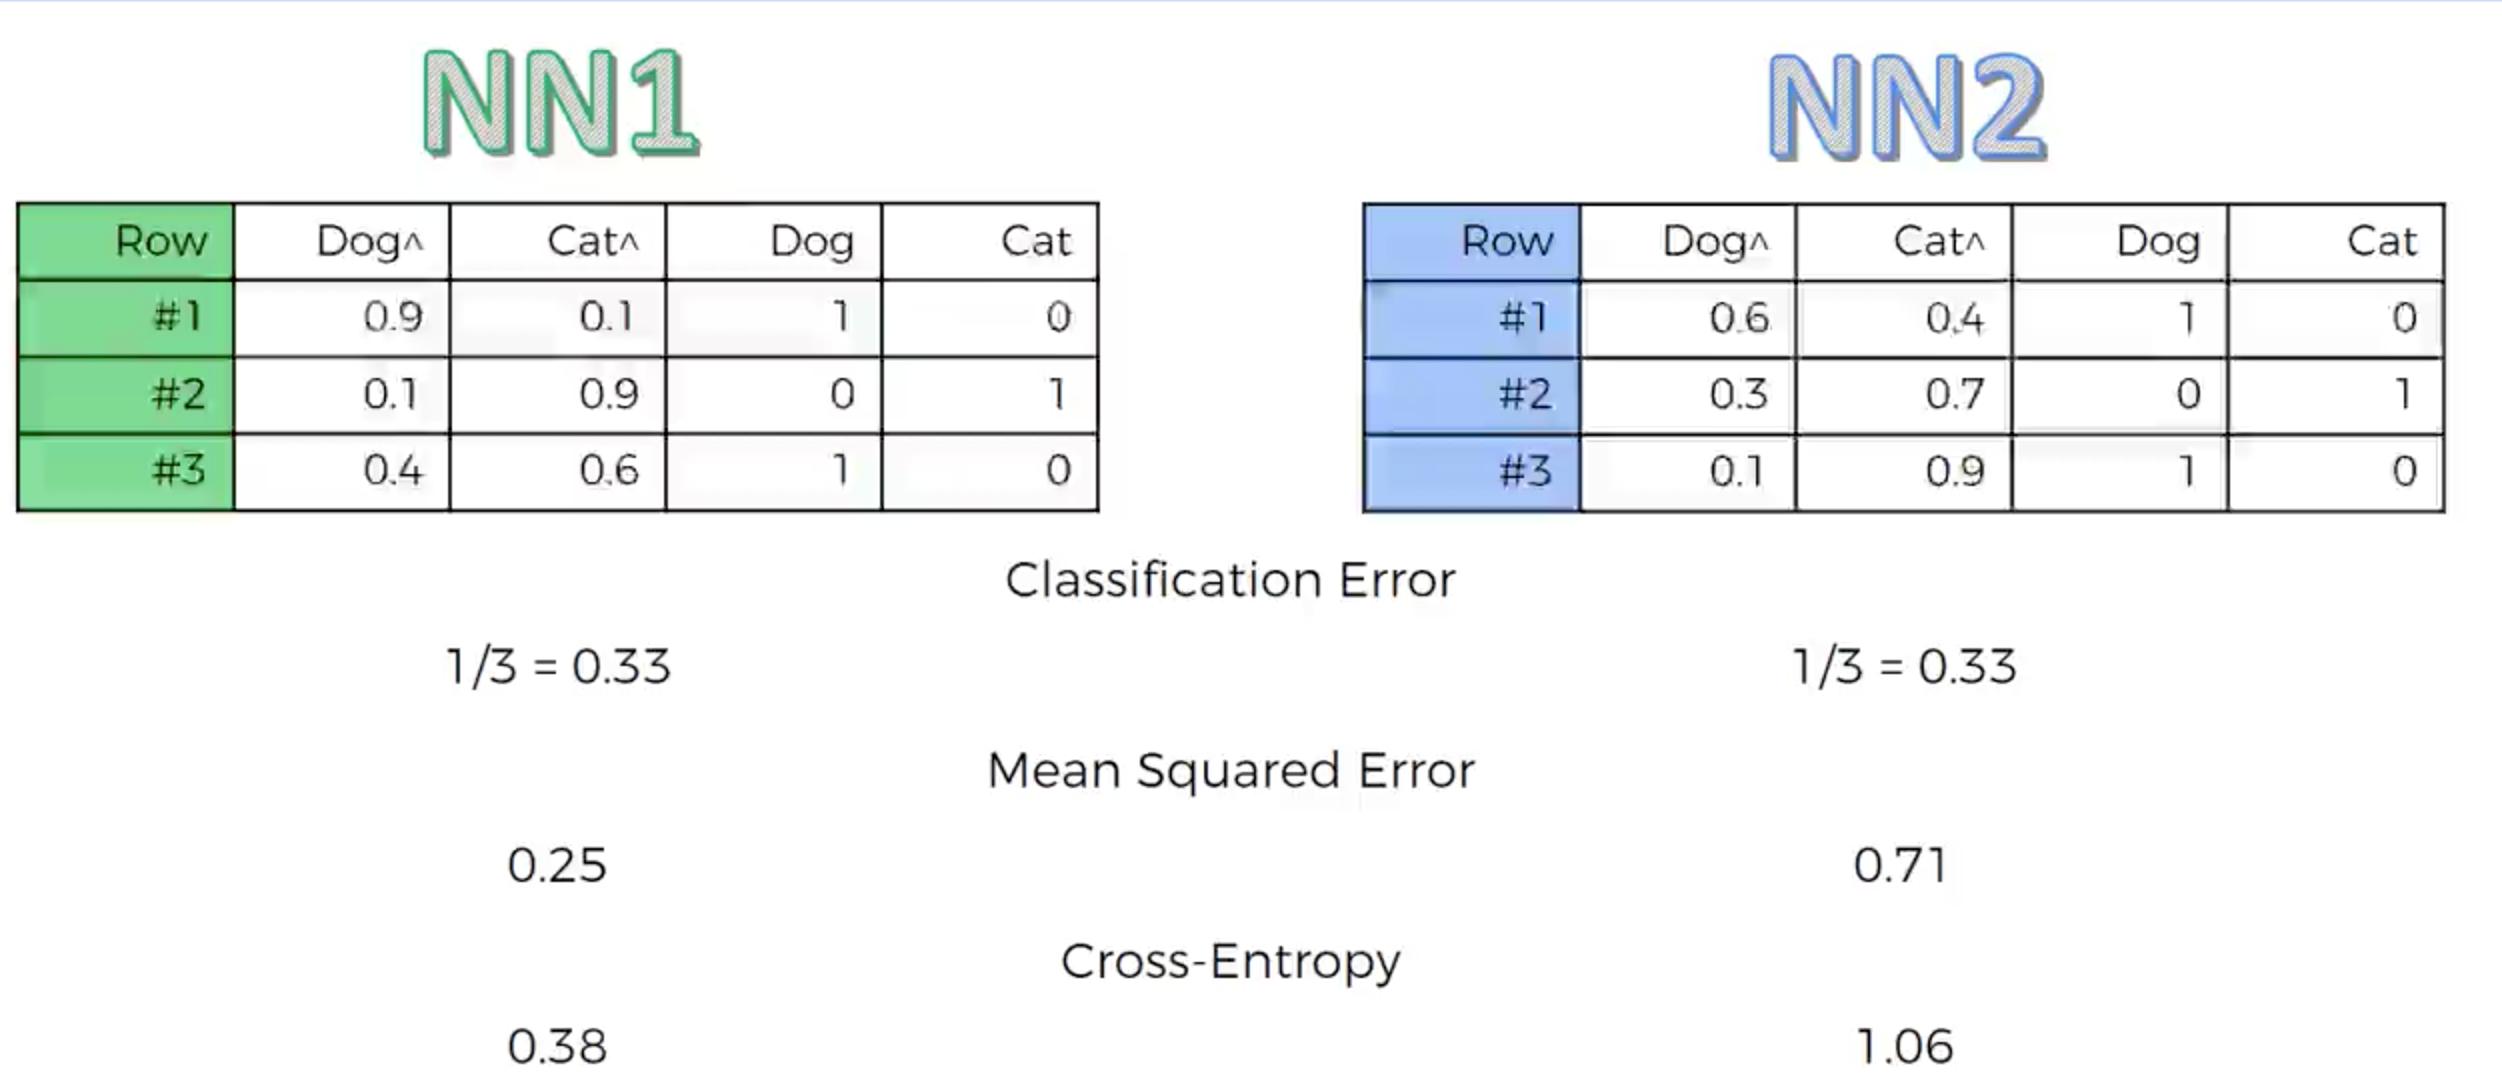 NN1 NN2
Row Dog^ Cat^ Dog Cat Row Dog^ Cat^ Dog Cat
#1 0.9 0.1 1 0 #1 0.6 0.4 1 0
#2 0.1 0.9 0 1 #2 0.3 0.7 0 1
#3 0.4 0.6 1 0 #3 0.1 0.9 1 0
Classification Error
1/3 = 0.33 1/3 = 0.33
Mean Squared Error
0.25 0.71
Cross-Entropy
0.38 1.06